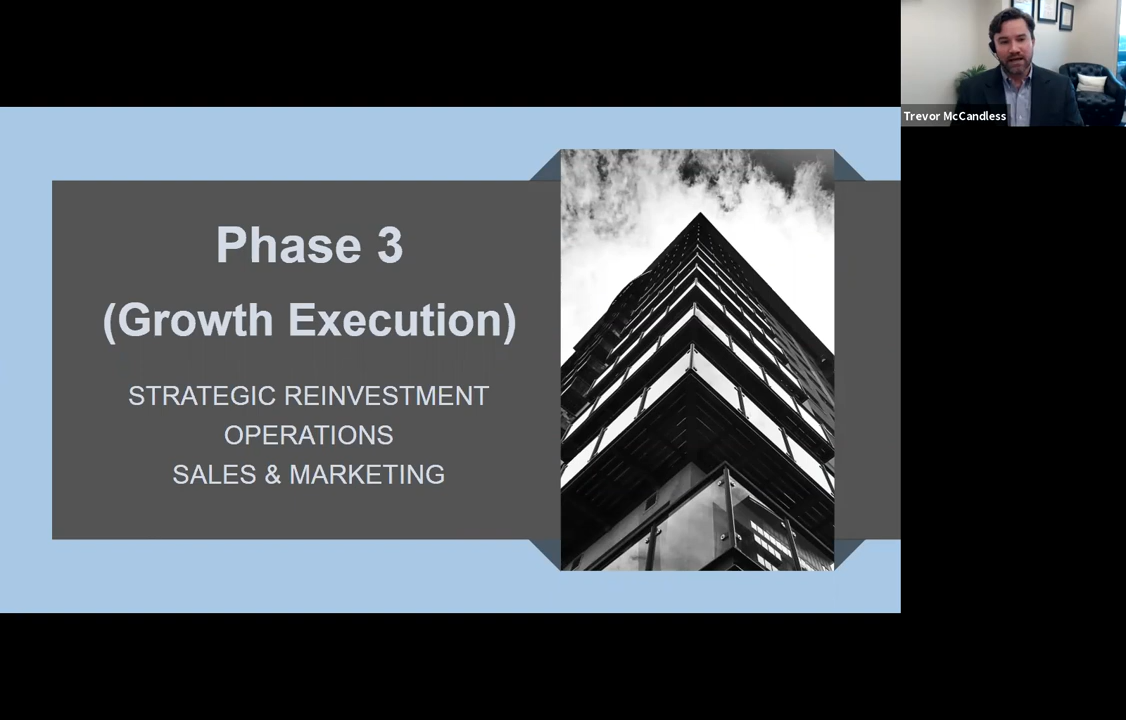 Trevor McCandless
Phase 3
(Growth Execution)
STRATEGIC REINVESTMENT
OPERATIONS
SALES & MARKETING